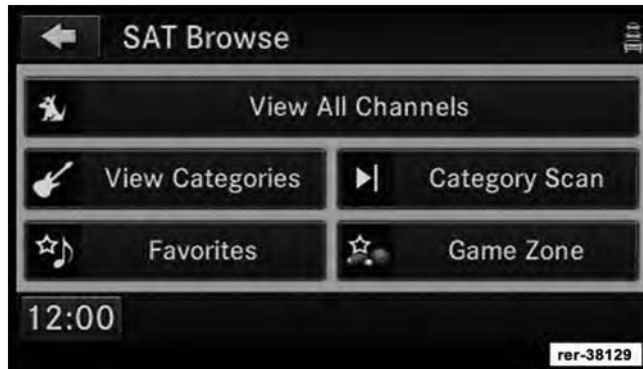 SAT Browse
View All Channels
View Categories
Category Scan
Favorites
Game Zone
12:00
rer-38129